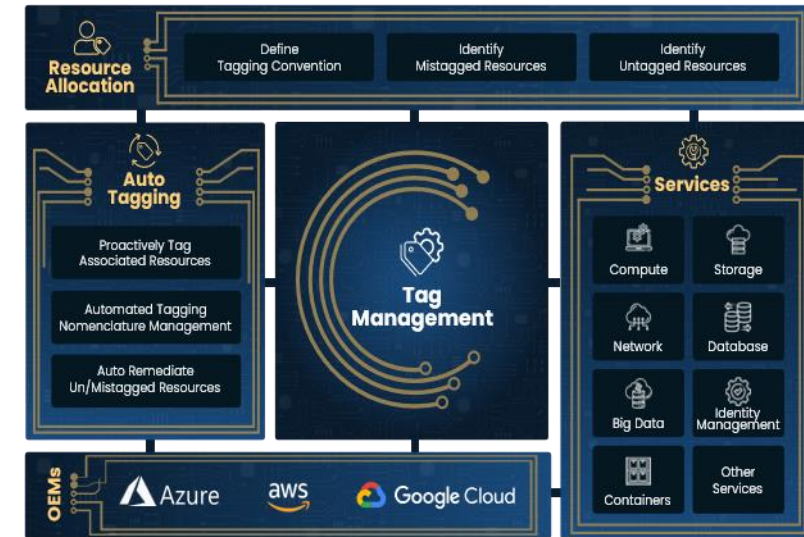 Resource
Allocation
Define
Tagging Convention
Identify
Mistagged Resources
Identify
Untagged Resources
Auto
Tagging
Proactively Tag
Associated Resources
Automated Tagging
Nomenclature Management
Auto Remediate
Un/Mistagged Resources
Tag
Management
Services
Compute
Storage
Network
Database
Big Data
Identity
Management
Containers
Other
Services
OEMs
Azure
aws
Google Cloud